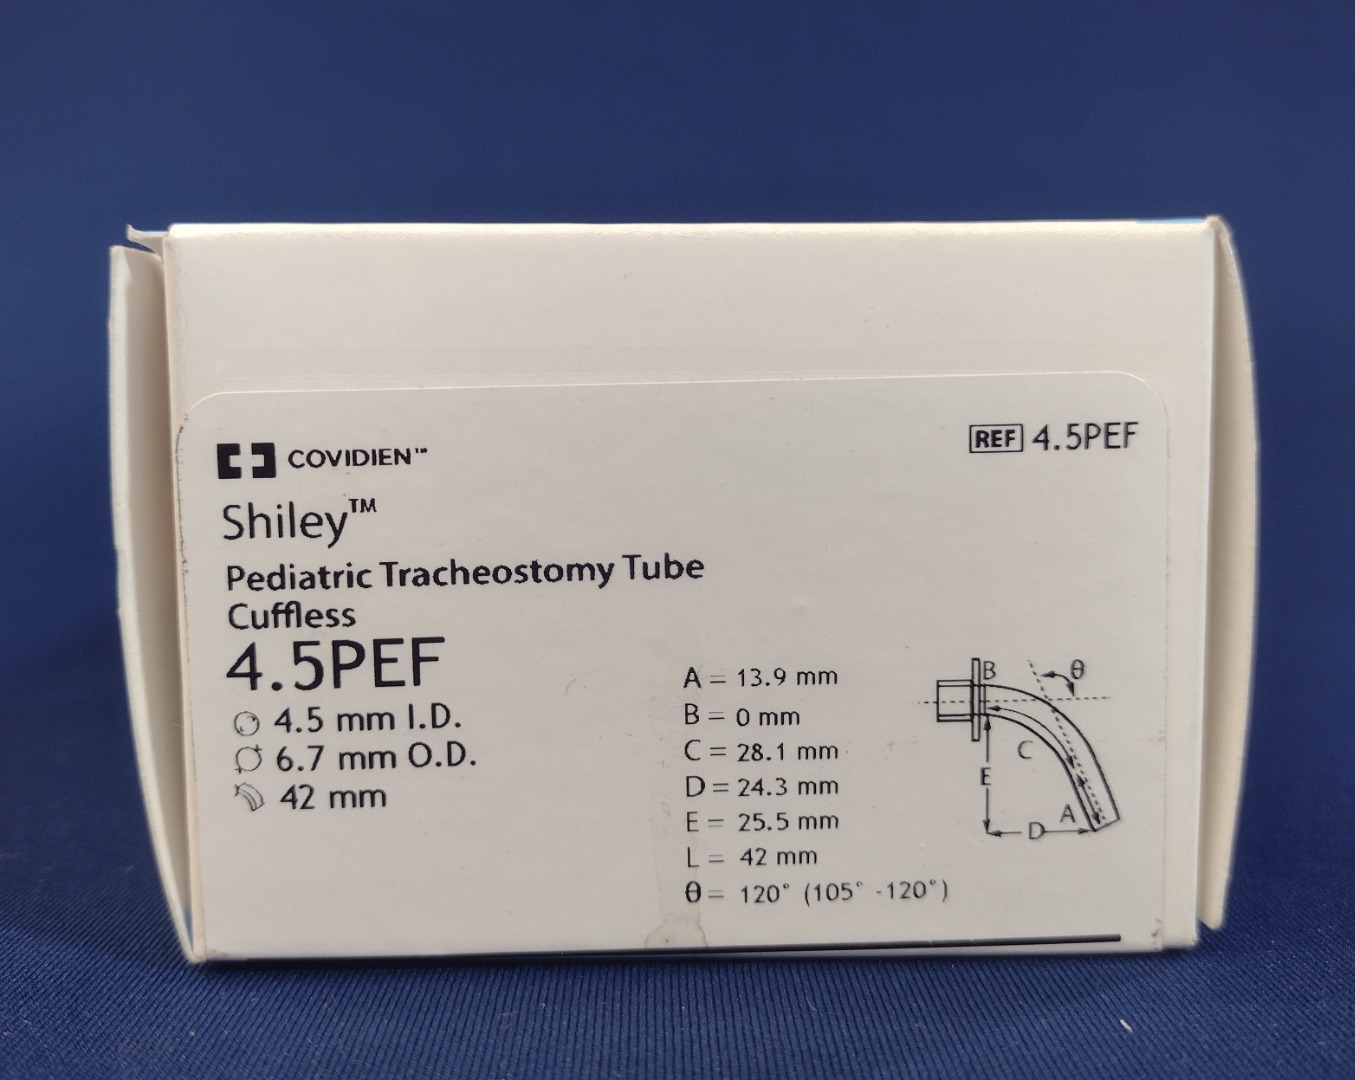 COVIDIEN™
REF 4.5PEF
Shiley™
Pediatric Tracheostomy Tube
Cuffless
4.5PEF
4.5 mm I.D.
6.7 mm O.D.
42 mm
A = 13.9 mm
B = 0 mm
C = 28.1 mm
D = 24.3 mm
E = 25.5 mm
L = 42 mm
θ = 120° (105° -120°)
B
θ
C
E
A
D